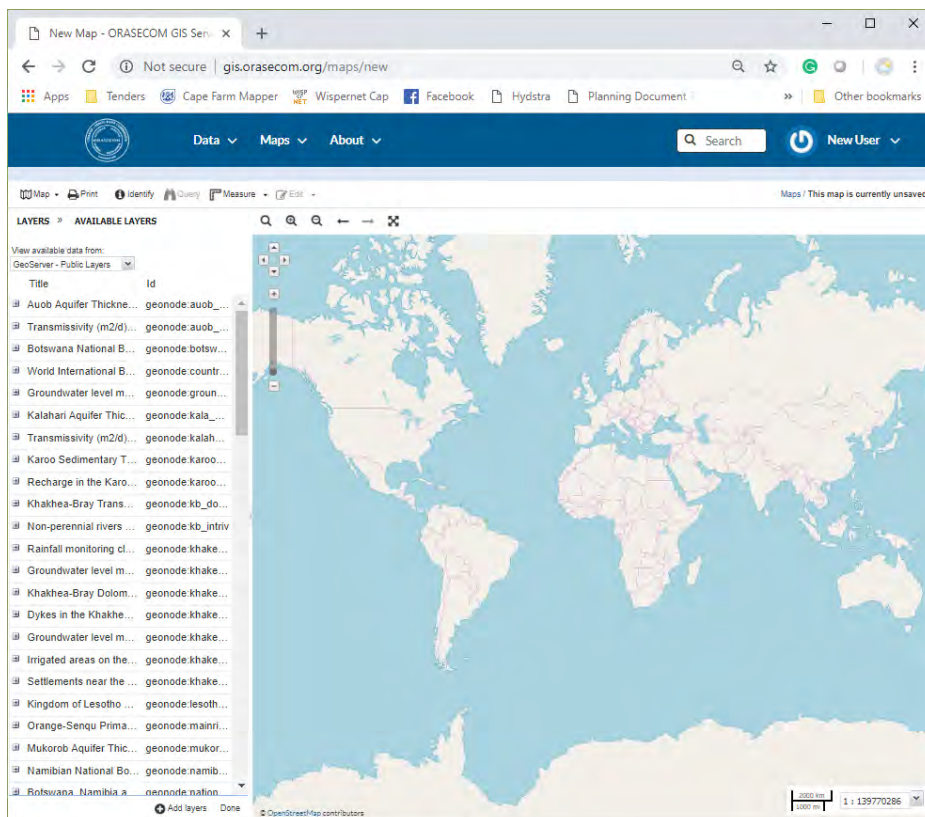 New Map - ORASECOM GIS Serv
Not secure | gis.orasecom.org/maps/new
Apps Tenders Cape Farm Mapper WISP NET Wispernet Cap Facebook Hydstra Planning Document » Other bookmarks
ORASECOM Data Maps About Search New User
Map Print Identify Query Measure Edit Maps / This map is currently unsaved
LAYERS » AVAILABLE LAYERS
View available data from:
GeoServer - Public Layers
Title Id
Auob Aquifer Thickne... geonode:auob_...
Transmissivity (m2/d)... geonode:auob_...
Botswana National B... geonode:botsw...
World International B... geonode:countr...
Groundwater level m... geonode:groun...
Kalahari Aquifer Thic... geonode:kala_...
Transmissivity (m2/d)... geonode:kalah...
Karoo Sedimentary T... geonode:karoo...
Recharge in the Karo... geonode:karoo...
Khakhea-Bray Trans... geonode:kb_do...
Non-perennial rivers ... geonode:kb_intriv
Rainfall monitoring cl... geonode:khake...
Groundwater level m... geonode:khake...
Khakhea-Bray Dolom... geonode:khake...
Dykes in the Khakhe... geonode:khake...
Groundwater level m... geonode:khake...
Irrigated areas on the... geonode:khake...
Settlements near the ... geonode:khake...
Kingdom of Lesotho ... geonode:lesoth...
Orange-Senqu Prima... geonode:mainri...
Mukorob Aquifer Thic... geonode:mukor...
Namibian National Bo... geonode:namib...
Botswana, Namibia a... geonode:nation...
Add layers Done
© OpenStreetMap contributors
2000 km
1000 mi
1 : 139770286